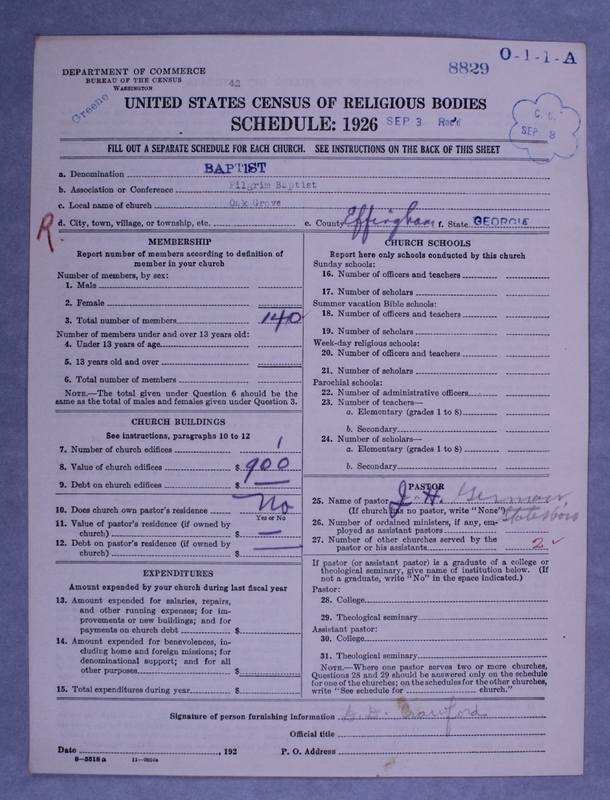 O-1-1-A
8829
DEPARTMENT OF COMMERCE
BUREAU OF THE CENSUS
WASHINGTON
42
Greene
UNITED STATES CENSUS OF RELIGIOUS BODIES
SCHEDULE: 1926
SEP 3 Rec'd
C. C.
SEP 8
FILL OUT A SEPARATE SCHEDULE FOR EACH CHURCH. SEE INSTRUCTIONS ON THE BACK OF THIS SHEET
a. Denomination BAPTIST
b. Association or Conference Pilgrim Baptist
c. Local name of church Oak Grove
R.
d. City, town, village, or township, etc. e. County Effingham f. State GEORGIA
MEMBERSHIP
Report number of members according to definition of
member in your church
Number of members, by sex:
1. Male
2. Female
3. Total number of members 140
Number of members under and over 13 years old:
4. Under 13 years of age
5. 13 years old and over
6. Total number of members
NOTE.—The total given under Question 6 should be the
same as the total of males and females given under Question 3.
CHURCH BUILDINGS
See instructions, paragraphs 10 to 12
7. Number of church edifices 1
8. Value of church edifices $ 900
9. Debt on church edifices $ —
10. Does church own pastor's residence No
Yes or No
11. Value of pastor's residence (if owned by
church) $ —
12. Debt on pastor's residence (if owned by
church) $ —
EXPENDITURES
Amount expended by your church during last fiscal year
13. Amount expended for salaries, repairs,
and other running expenses; for im-
provements or new buildings; and for
payments on church debt $
14. Amount expended for benevolences, in-
cluding home and foreign missions; for
denominational support; and for all
other purposes $
15. Total expenditures during year $
CHURCH SCHOOLS
Report here only schools conducted by this church
Sunday schools:
16. Number of officers and teachers
17. Number of scholars
Summer vacation Bible schools:
18. Number of officers and teachers
19. Number of scholars
Week-day religious schools:
20. Number of officers and teachers
21. Number of scholars
Parochial schools:
22. Number of administrative officers
23. Number of teachers—
a. Elementary (grades 1 to 8)
b. Secondary
24. Number of scholars—
a. Elementary (grades 1 to 8)
b. Secondary
PASTOR
25. Name of pastor J. H.
(If church has no pastor, write "None") Statesboro
26. Number of ordained ministers, if any, em-
ployed as assistant pastors
27. Number of other churches served by the
pastor or his assistants 2
If pastor (or assistant pastor) is a graduate of a college or
theological seminary, give name of institution below. (If
not a graduate, write "No" in the space indicated.)
Pastor:
28. College
29. Theological seminary
Assistant pastor:
30. College
31. Theological seminary
NOTE.—Where one pastor serves two or more churches,
Questions 28 and 29 should be answered only on the schedule
for one of the churches; on the schedules for the other churches,
write "See schedule for church."
Signature of person furnishing information Crawford
Official title
Date , 192 P. O. Address
8—5518 a